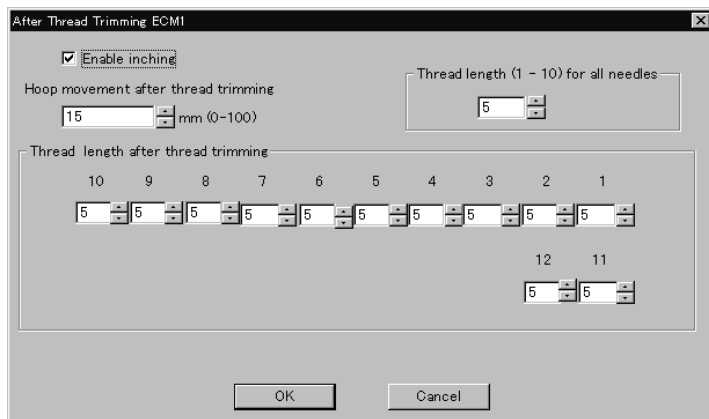 After Thread Trimming ECM1
Enable inching
Thread length (1 - 10) for all needles
Hoop movement after thread trimming
5
15 mm (0-100)
Thread length after thread trimming
10 9 8 7 6 5 4 3 2 1
5 5 5 5 5 5 5 5 5 5
12 11
5 5
OK Cancel